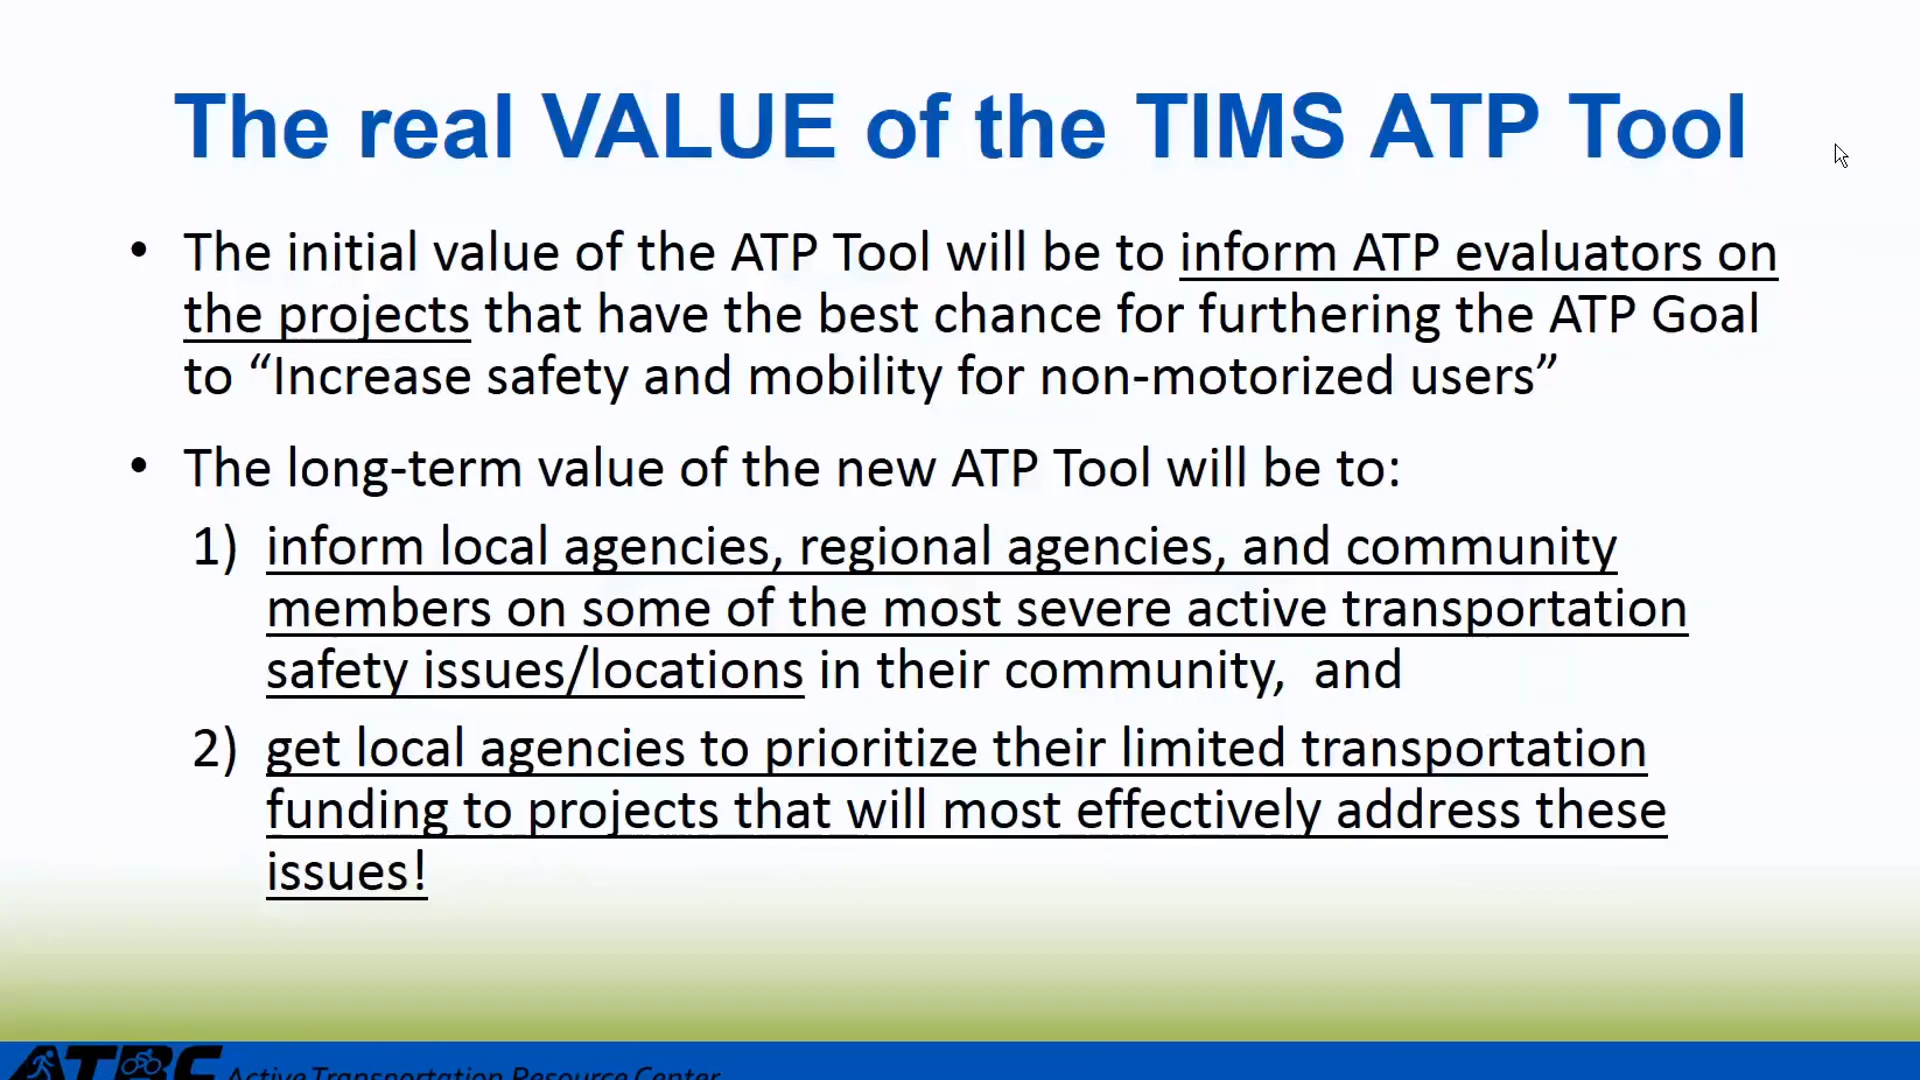 The real VALUE of the TIMS ATP Tool
• The initial value of the ATP Tool will be to inform ATP evaluators on
the projects that have the best chance for furthering the ATP Goal
to “Increase safety and mobility for non-motorized users”
• The long-term value of the new ATP Tool will be to:
1) inform local agencies, regional agencies, and community
members on some of the most severe active transportation
safety issues/locations in their community, and
2) get local agencies to prioritize their limited transportation
funding to projects that will most effectively address these
issues!
ATRC Active Transportation Resource Center